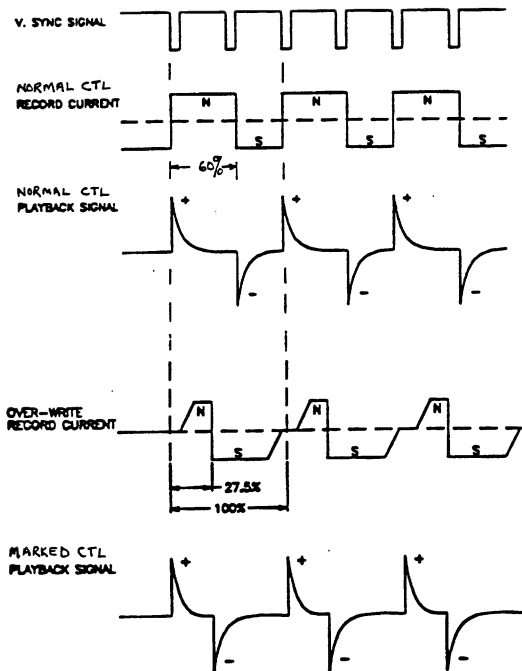 V. SYNC SIGNAL
NORMAL CTL
RECORD CURRENT
N N N
S S S
60%
NORMAL CTL
PLAYBACK SIGNAL
+ + +
- - -
OVER-WRITE
RECORD CURRENT
N N N
S S S
27.5%
100%
MARKED CTL
PLAYBACK SIGNAL
+ + +
- - -